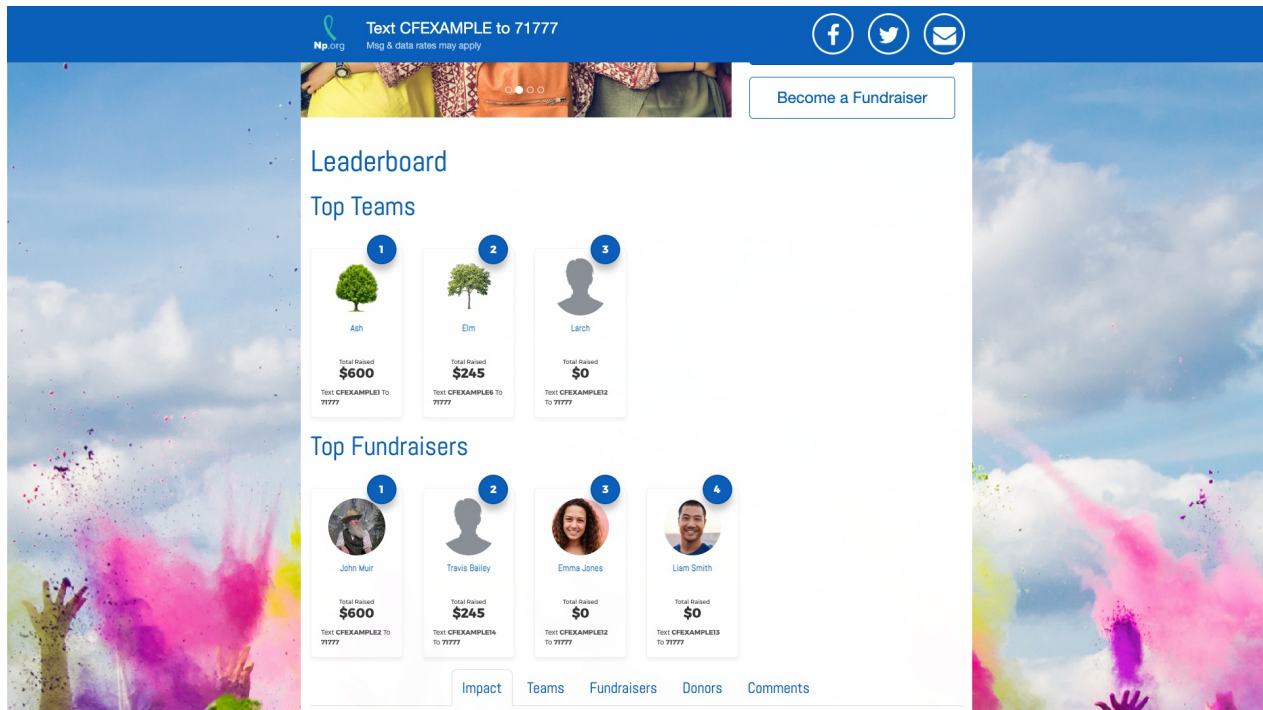 Text CFEXAMPLE to 71777
Np.org
Msg & data rates may apply
Become a Fundraiser
Leaderboard
Top Teams
1
2
3
Ash
Elm
Larch
Total Raised
Total Raised
Total Raised
$600
$245
$0
Text CFEXAMPLE1 To
71777
Text CFEXAMPLE6 To
71777
Text CFEXAMPLE12
To 71777
Top Fundraisers
1
2
3
4
John Muir
Travis Bailey
Emma Jones
Liam Smith
Total Raised
Total Raised
Total Raised
Total Raised
$600
$245
$0
$0
Text CFEXAMPLE2 To
71777
Text CFEXAMPLE14
To 71777
Text CFEXAMPLE12
To 71777
Text CFEXAMPLE13
To 71777
Impact
Teams
Fundraisers
Donors
Comments